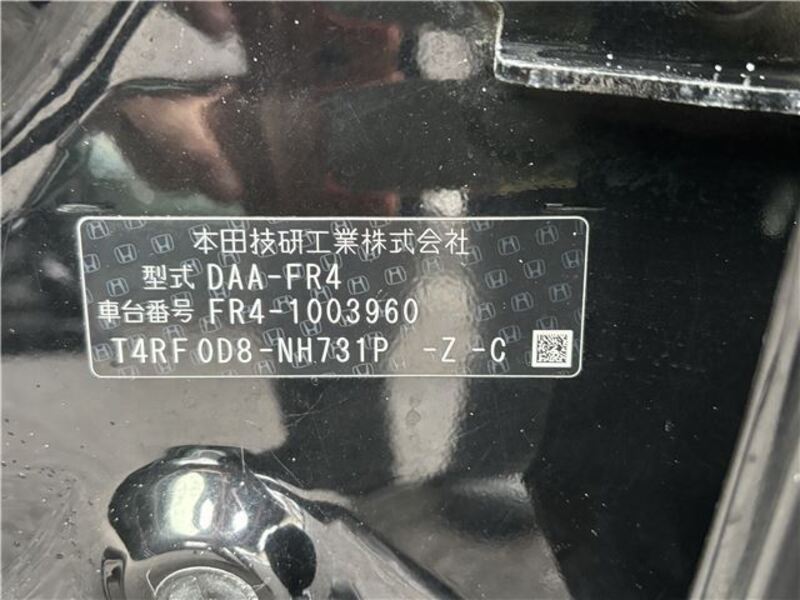 本田技研工業株式会社
型式 DAA-FR4
車台番号 FR4-1003960
T4RF0D8-NH731P -Z -C